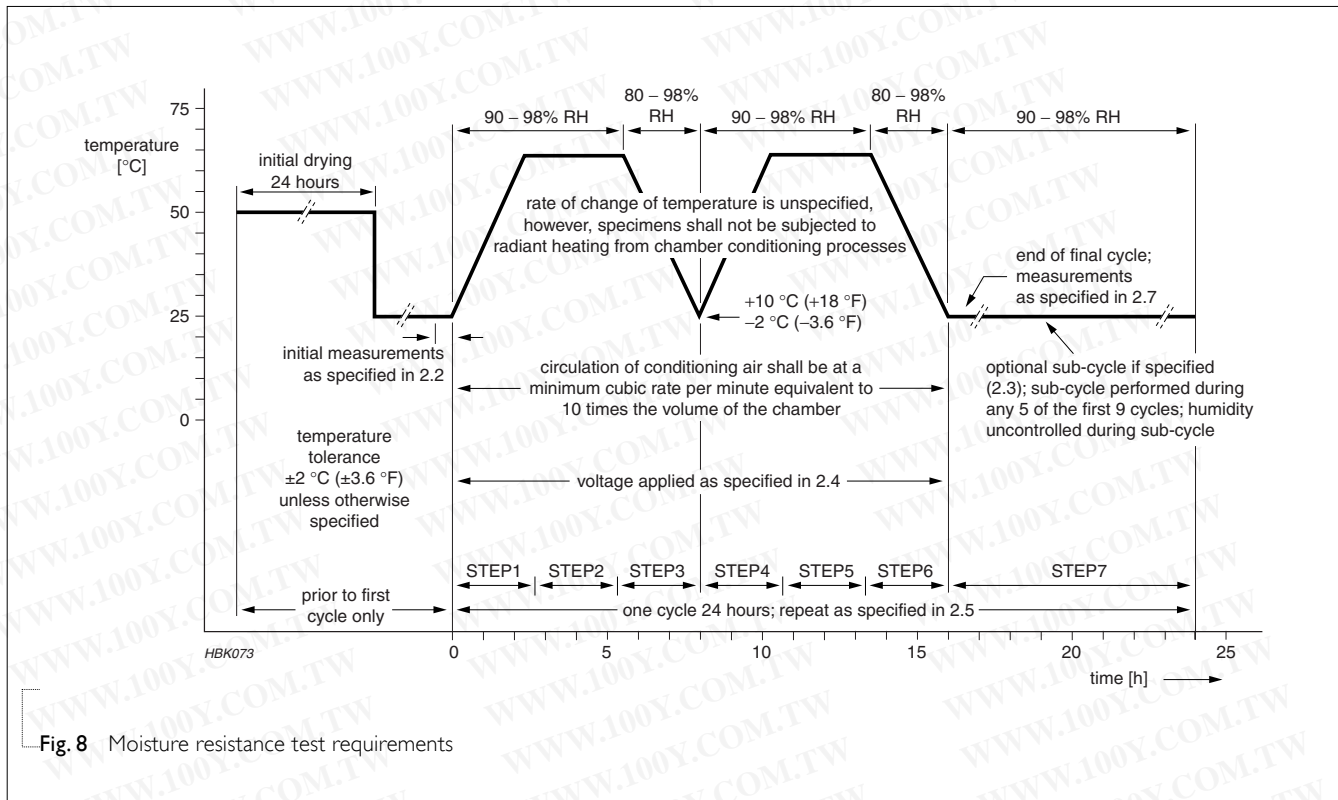 80 – 98%
RH
80 – 98%
RH
90 – 98% RH
90 – 98% RH
90 – 98% RH
75
temperature
[°C]
50
25
0
initial drying
24 hours
rate of change of temperature is unspecified,
however, specimens shall not be subjected to
radiant heating from chamber conditioning processes
end of final cycle;
measurements
as specified in 2.7
+10 °C (+18 °F)
−2 °C (−3.6 °F)
initial measurements
as specified in 2.2
circulation of conditioning air shall be at a
minimum cubic rate per minute equivalent to
10 times the volume of the chamber
optional sub-cycle if specified
(2.3); sub-cycle performed during
any 5 of the first 9 cycles; humidity
uncontrolled during sub-cycle
temperature
tolerance
±2 °C (±3.6 °F)
unless otherwise
specified
voltage applied as specified in 2.4
STEP1
STEP2
STEP3
STEP4
STEP5
STEP6
STEP7
prior to first
cycle only
one cycle 24 hours; repeat as specified in 2.5
HBK073
0
5
10
15
20
25
time [h]
Fig. 8 Moisture resistance test requirements
WWW.100Y.COM.TW